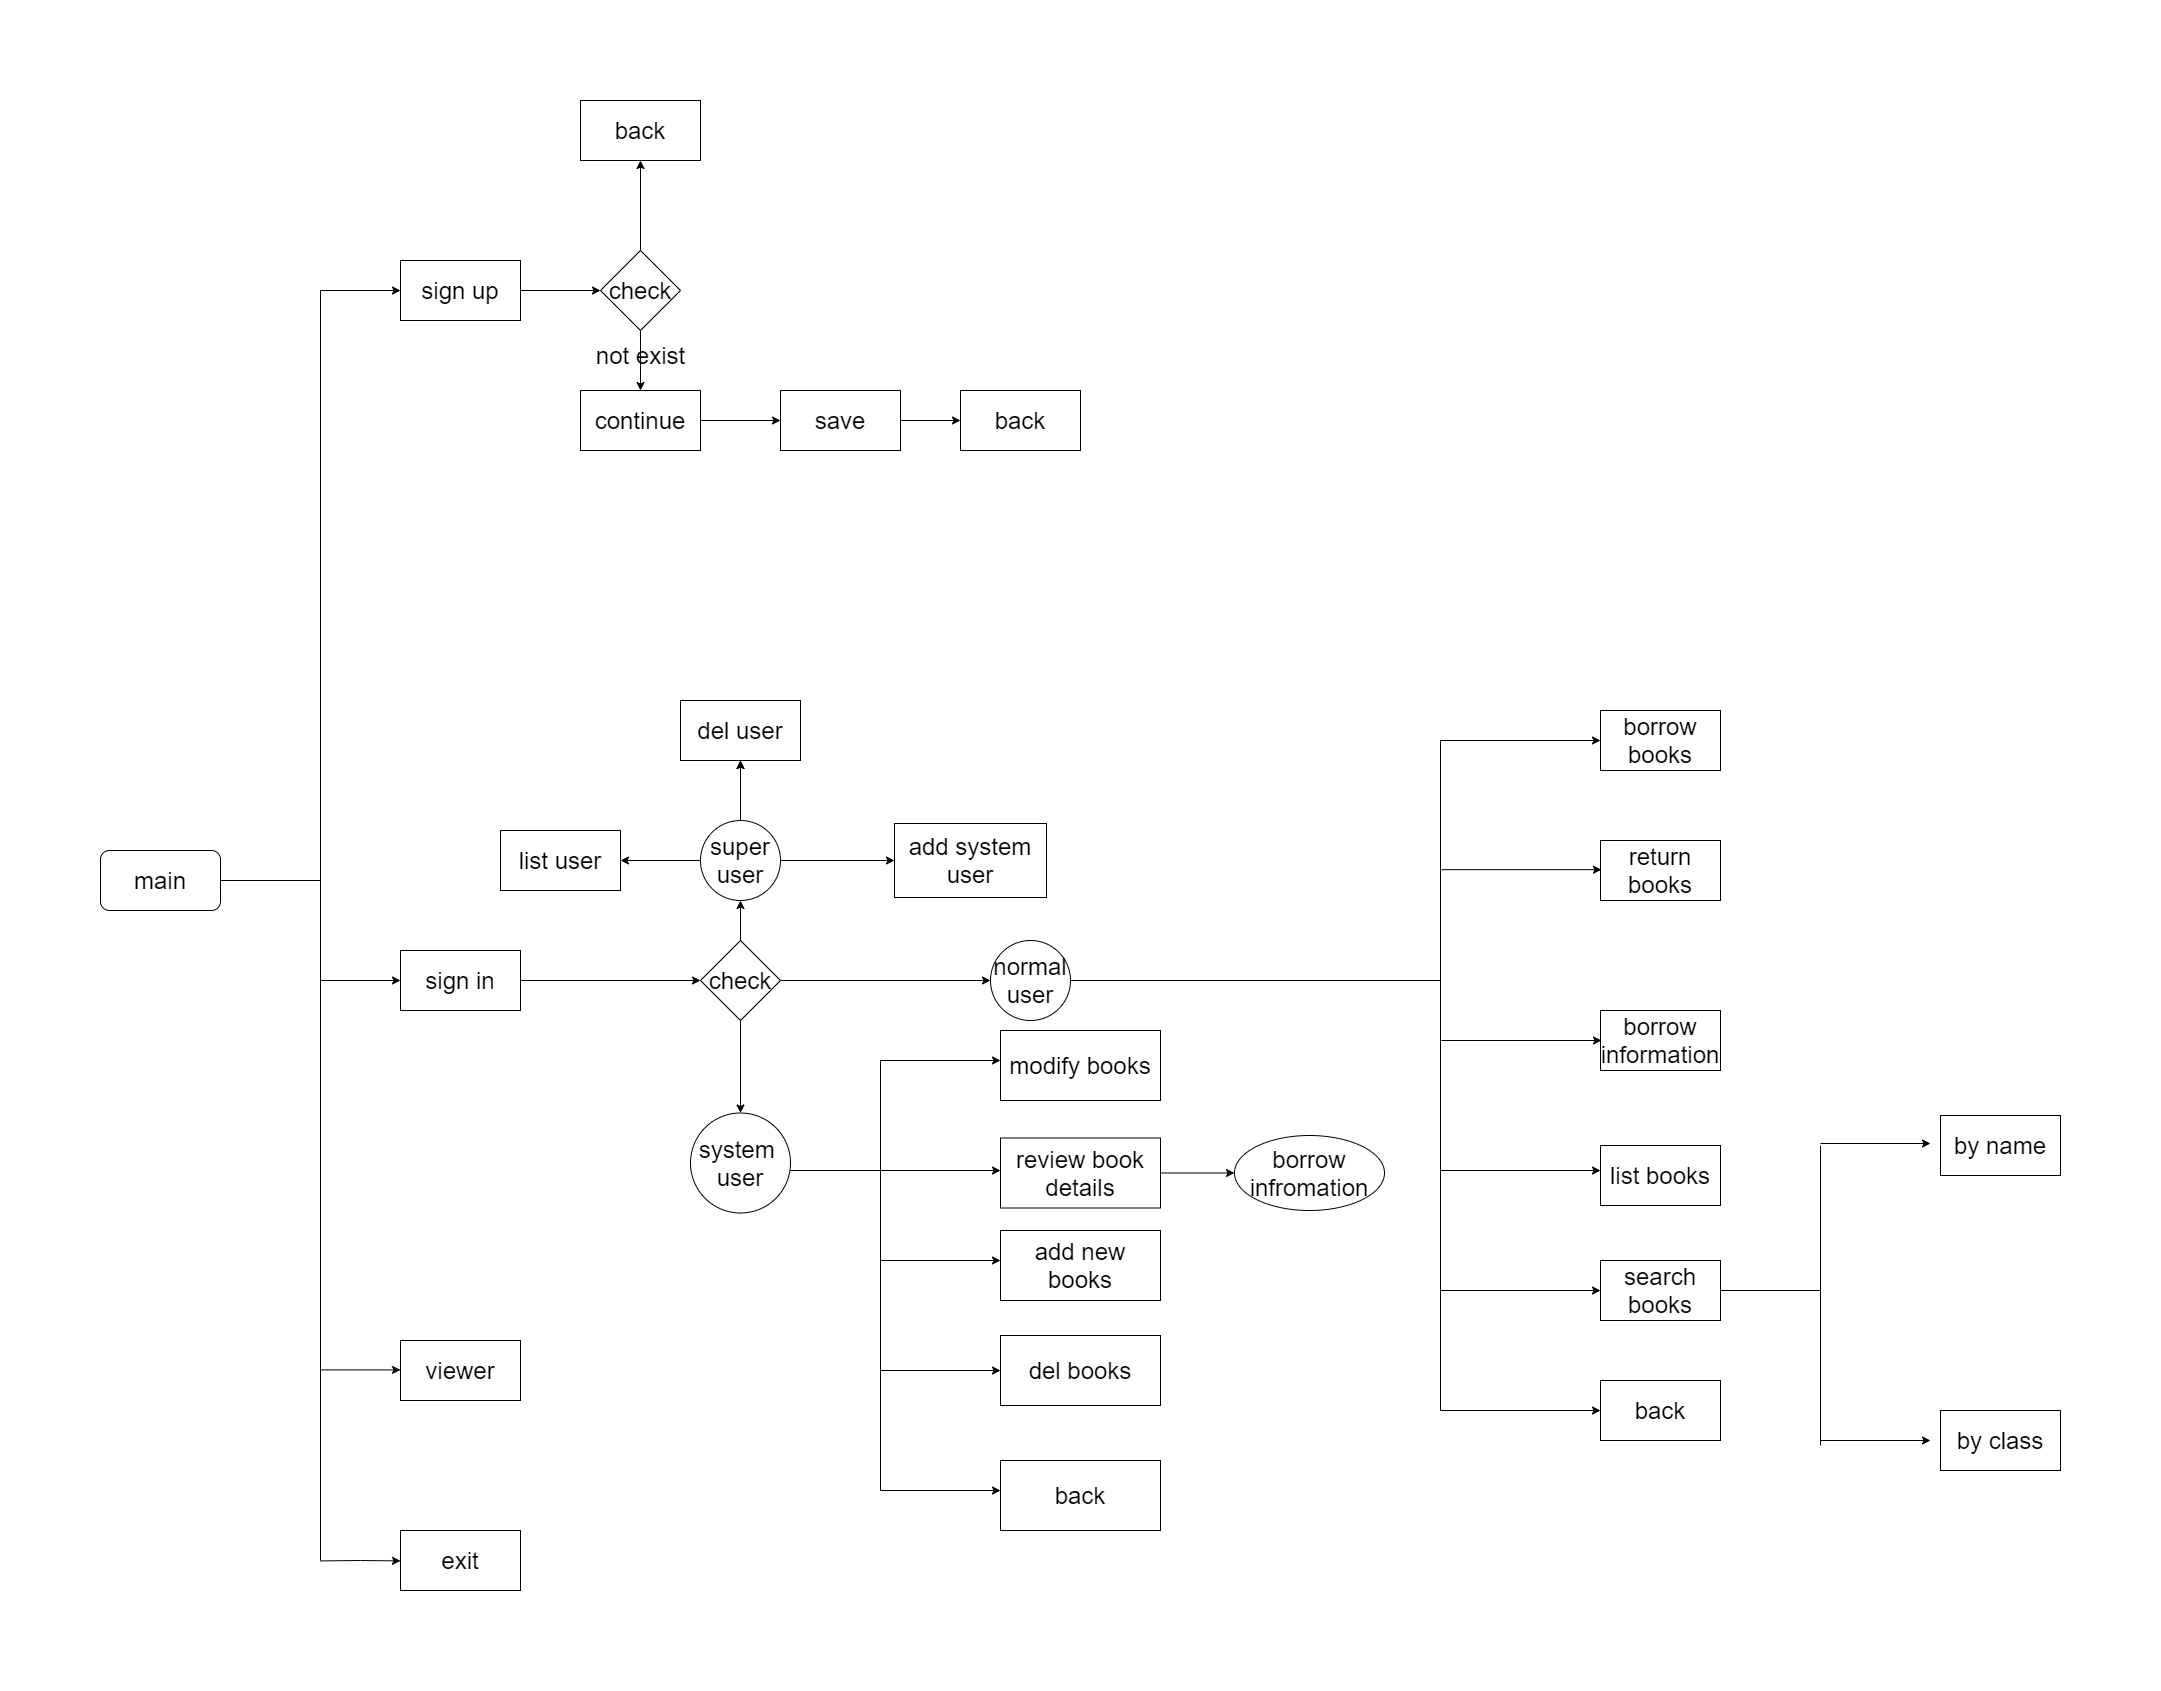 back
sign up
check
not exist
continue
save
back
del user
list user
super
user
add system
user
main
sign in
check
normal
user
system
user
modify books
review book
details
borrow
infromation
add new
books
del books
back
borrow
books
return
books
borrow
information
list books
search
books
back
by name
by class
viewer
exit